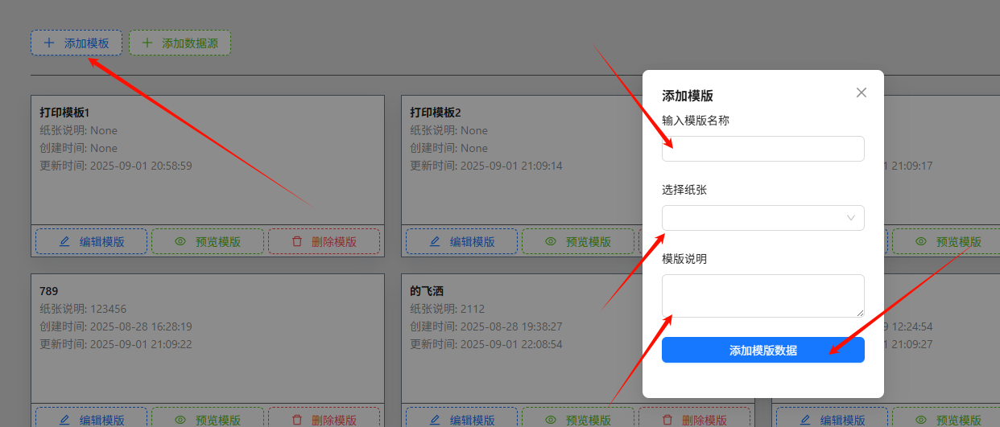 添加模板 添加数据源
打印模板1
纸张说明: None
创建时间: None
更新时间: 2025-09-01 20:58:59
编辑模版 预览模版 删除模版
打印模板2
纸张说明: None
创建时间: None
更新时间: 2025-09-01 21:09:14
编辑模版 预览模版
添加模版
输入模版名称
选择纸张
模版说明
添加模版数据
21:09:17
预览模版
789
纸张说明: 123456
创建时间: 2025-08-28 16:28:19
更新时间: 2025-09-01 21:09:22
编辑模版 预览模版 删除模版
的飞洒
纸张说明: 2112
创建时间: 2025-08-28 19:38:27
更新时间: 2025-09-01 22:08:54
编辑模版 预览模版 删除模版
12:24:54
21:09:27
编辑模版 预览模版